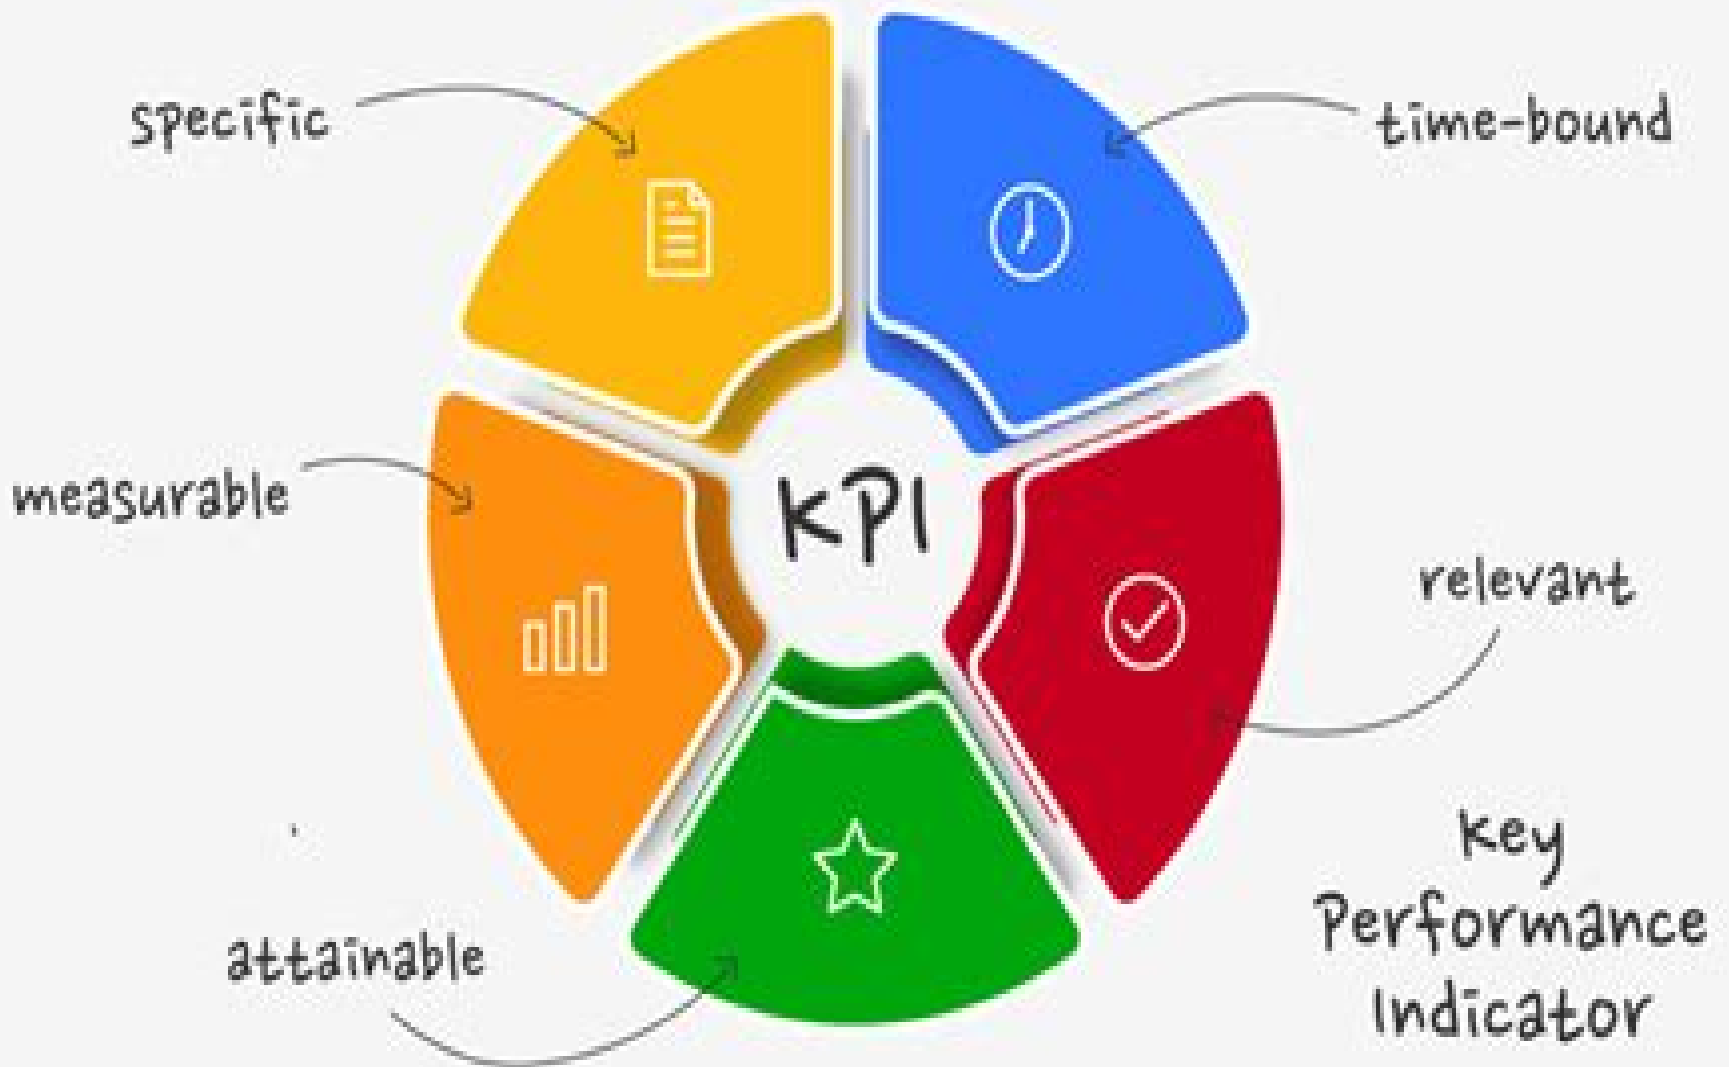 specific
time-bound
measurable
KPI
relevant
attainable
Key
Performance
Indicator